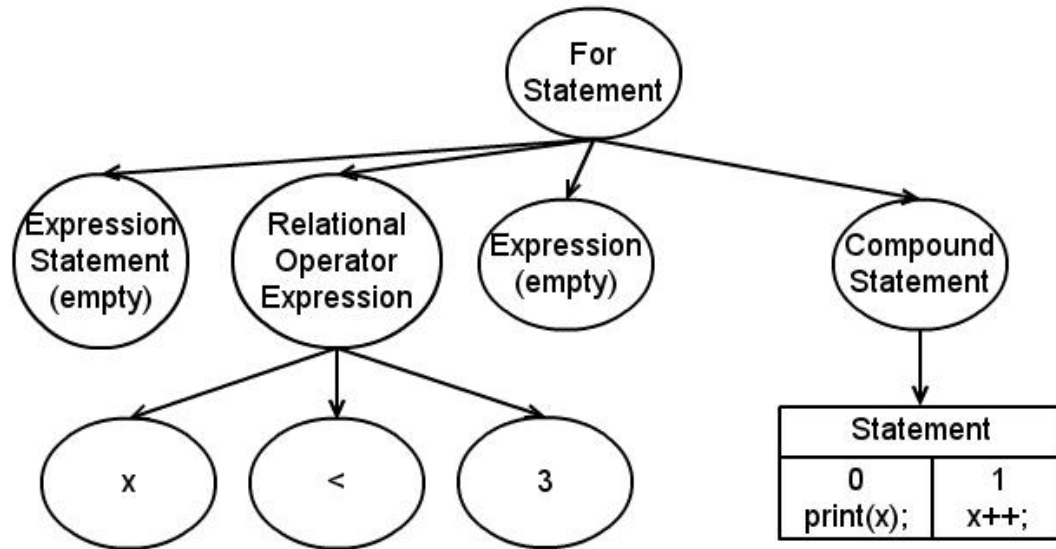 For
Statement
Expression
Statement
(empty)
Relational
Operator
Expression
Expression
(empty)
Compound
Statement
x
<
3
Statement
0
print(x);
1
x++;